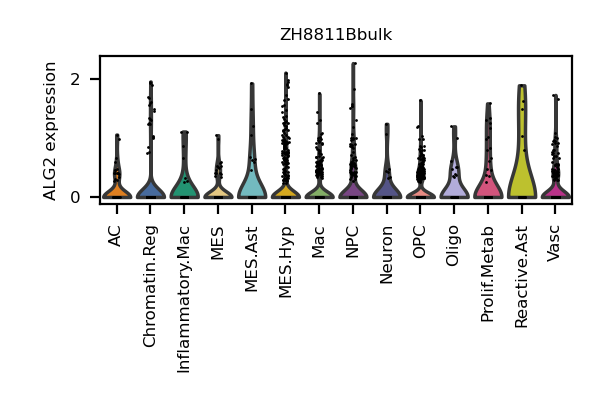 ZH8811Bbulk
ALG2 expression
2
0
AC
Chromatin.Reg
Inflammatory.Mac
MES
MES.Ast
MES.Hyp
Mac
NPC
Neuron
OPC
Oligo
Prolif.Metab
Reactive.Ast
Vasc